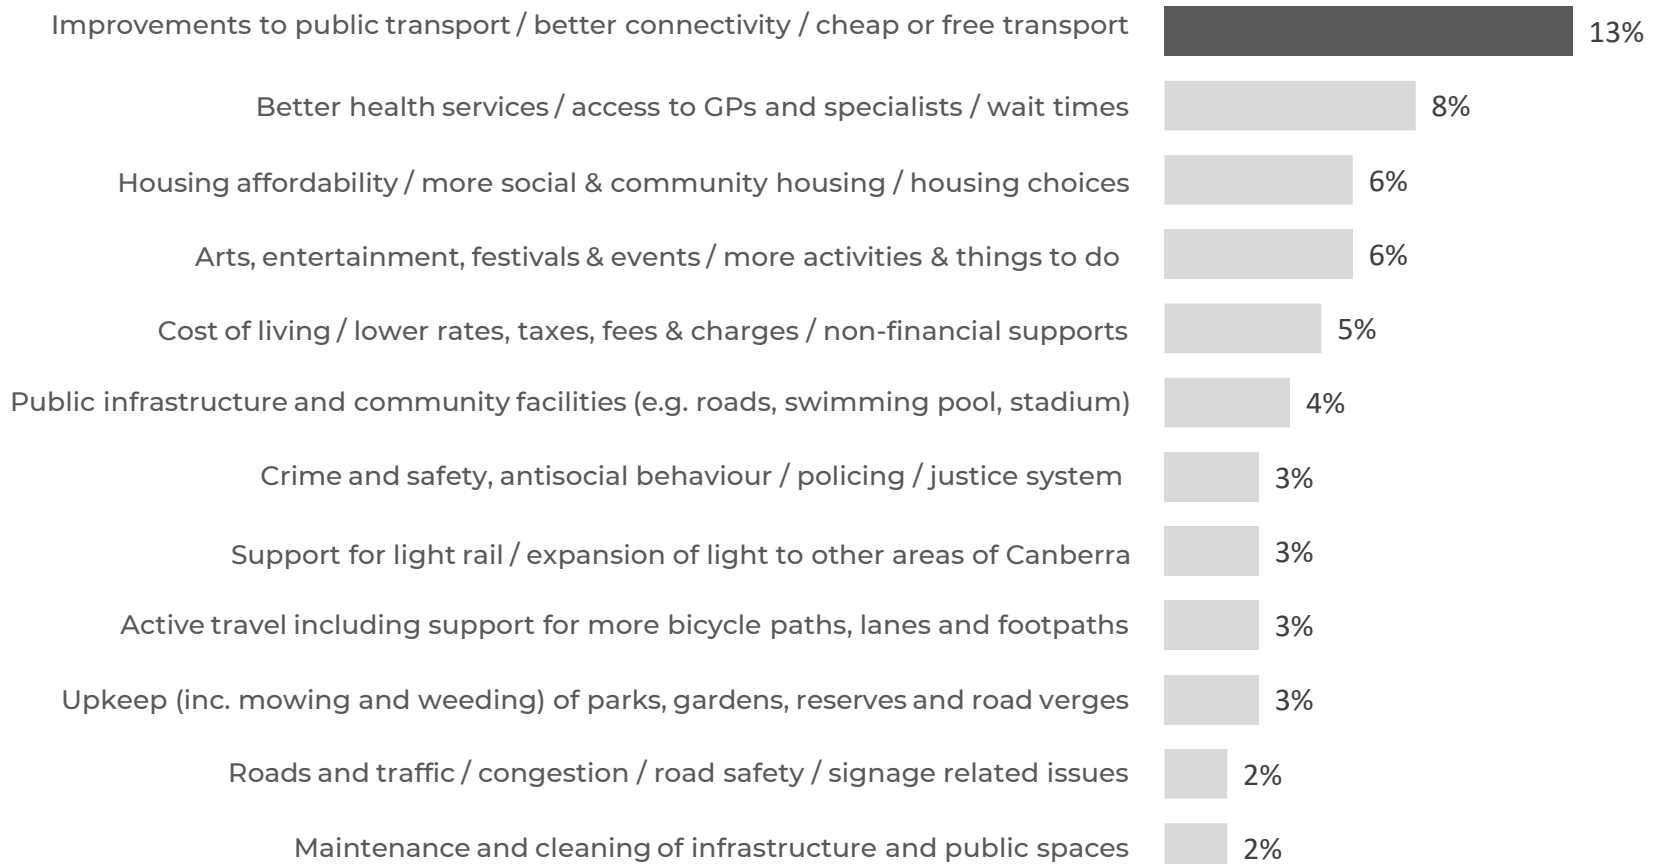 Improvements to public transport / better connectivity / cheap or free transport 13%
Better health services / access to GPs and specialists / wait times 8%
Housing affordability / more social & community housing / housing choices 6%
Arts, entertainment, festivals & events / more activities & things to do 6%
Cost of living / lower rates, taxes, fees & charges / non-financial supports 5%
Public infrastructure and community facilities (e.g. roads, swimming pool, stadium) 4%
Crime and safety, antisocial behaviour / policing / justice system 3%
Support for light rail / expansion of light to other areas of Canberra 3%
Active travel including support for more bicycle paths, lanes and footpaths 3%
Upkeep (inc. mowing and weeding) of parks, gardens, reserves and road verges 3%
Roads and traffic / congestion / road safety / signage related issues 2%
Maintenance and cleaning of infrastructure and public spaces 2%